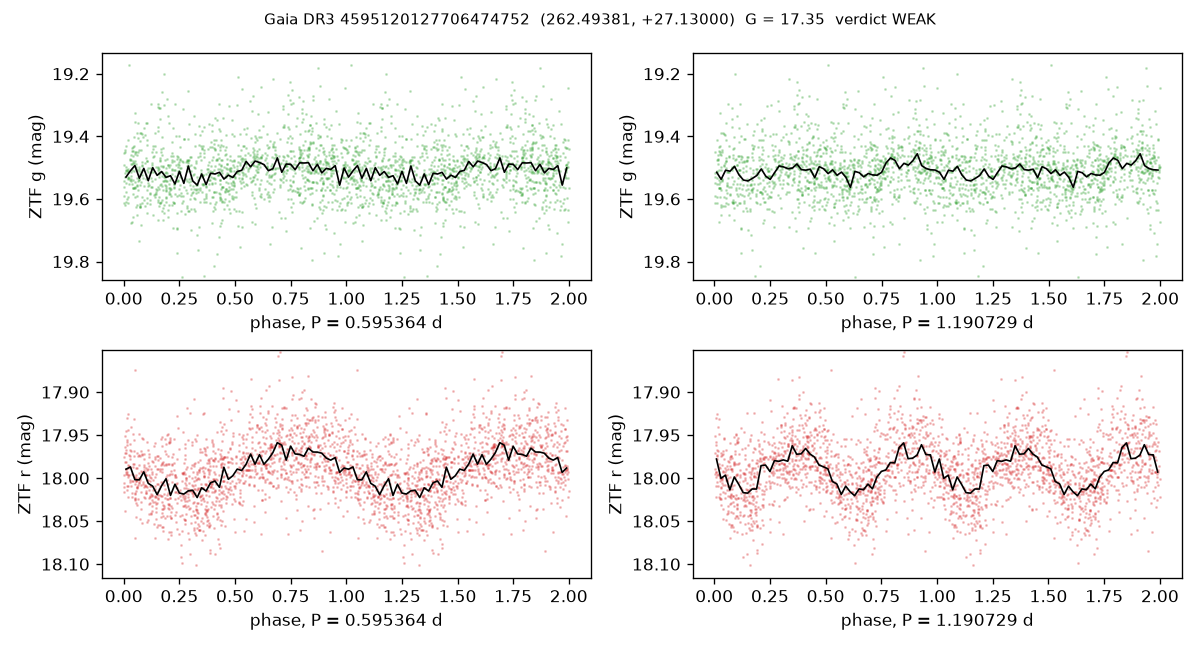 Gaia DR3 4595120127706474752 (262.49381, +27.13000) G = 17.35 verdict WEAK
ZTF g (mag)
19.2
19.4
19.6
19.8
0.00 0.25 0.50 0.75 1.00 1.25 1.50 1.75 2.00
phase, P = 0.595364 d
ZTF g (mag)
19.2
19.4
19.6
19.8
0.00 0.25 0.50 0.75 1.00 1.25 1.50 1.75 2.00
phase, P = 1.190729 d
ZTF r (mag)
17.90
17.95
18.00
18.05
18.10
0.00 0.25 0.50 0.75 1.00 1.25 1.50 1.75 2.00
phase, P = 0.595364 d
ZTF r (mag)
17.90
17.95
18.00
18.05
18.10
0.00 0.25 0.50 0.75 1.00 1.25 1.50 1.75 2.00
phase, P = 1.190729 d